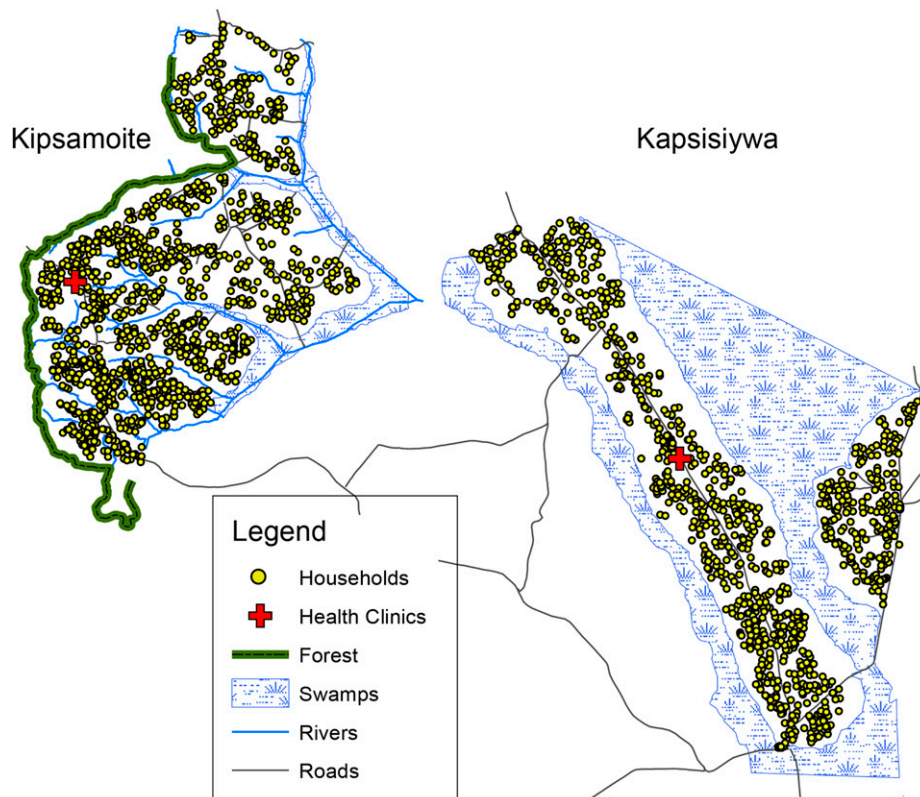 Kipsamoite
Kapsisiywa
Legend
Households
Health Clinics
Forest
Swamps
Rivers
Roads